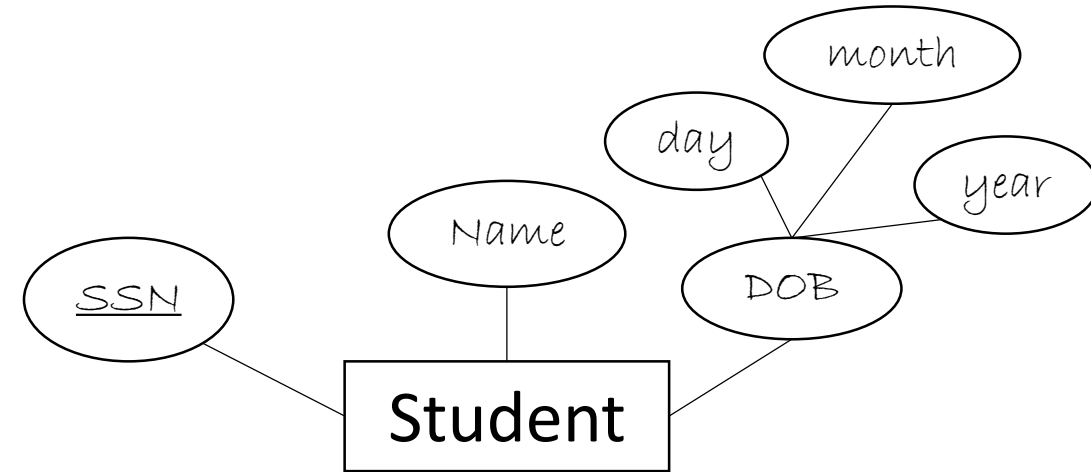 month
day
year
Name
SSN
DOB
Student